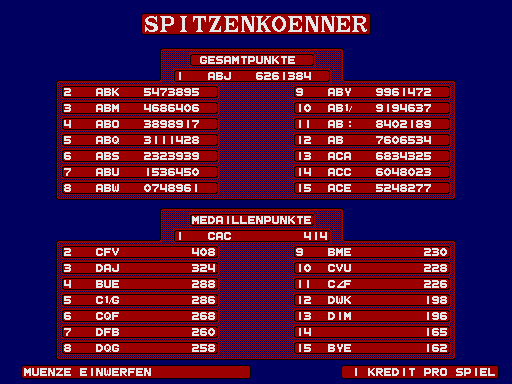 SPITZENKOENNER
GESAMTPUNKTE
1 ABJ 6261384
2 ABK 5473895
3 ABM 4686406
4 ABO 3898917
5 ABQ 3111428
6 ABS 2323939
7 ABU 1536450
8 ABW 0748961
9 ABY 9961472
10 AB1/ 9194637
11 AB: 8402189
12 AB 7606534
13 ACA 6834325
14 ACC 6048023
15 ACE 5248277
MEDAILLENPUNKTE
1 CAC 414
2 CFV 408
3 DAJ 324
4 BUE 288
5 C1/G 286
6 CQF 268
7 DFB 260
8 DQG 258
9 BME 230
10 CVU 228
11 F 226
12 DWK 198
13 DIM 196
14 165
15 BYE 162
MUENZE EINWERFEN
1 KREDIT PRO SPIEL